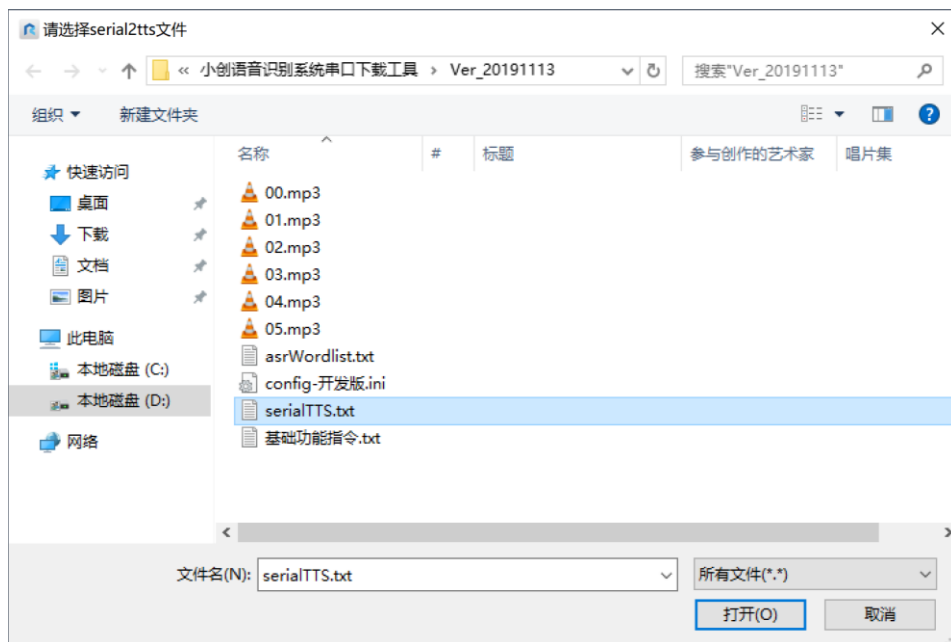 请选择serial2tts文件
« 小创语音识别系统串口下载工具 › Ver_20191113
搜索"Ver_20191113"
组织 新建文件夹
名称 # 标题 参与创作的艺术家 唱片集
快速访问
桌面
下载
文档
图片
此电脑
本地磁盘 (C:)
本地磁盘 (D:)
网络
00.mp3
01.mp3
02.mp3
03.mp3
04.mp3
05.mp3
asrWordlist.txt
config-开发版.ini
serialTTS.txt
基础功能指令.txt
文件名(N): serialTTS.txt
所有文件(*.*)
打开(O) 取消